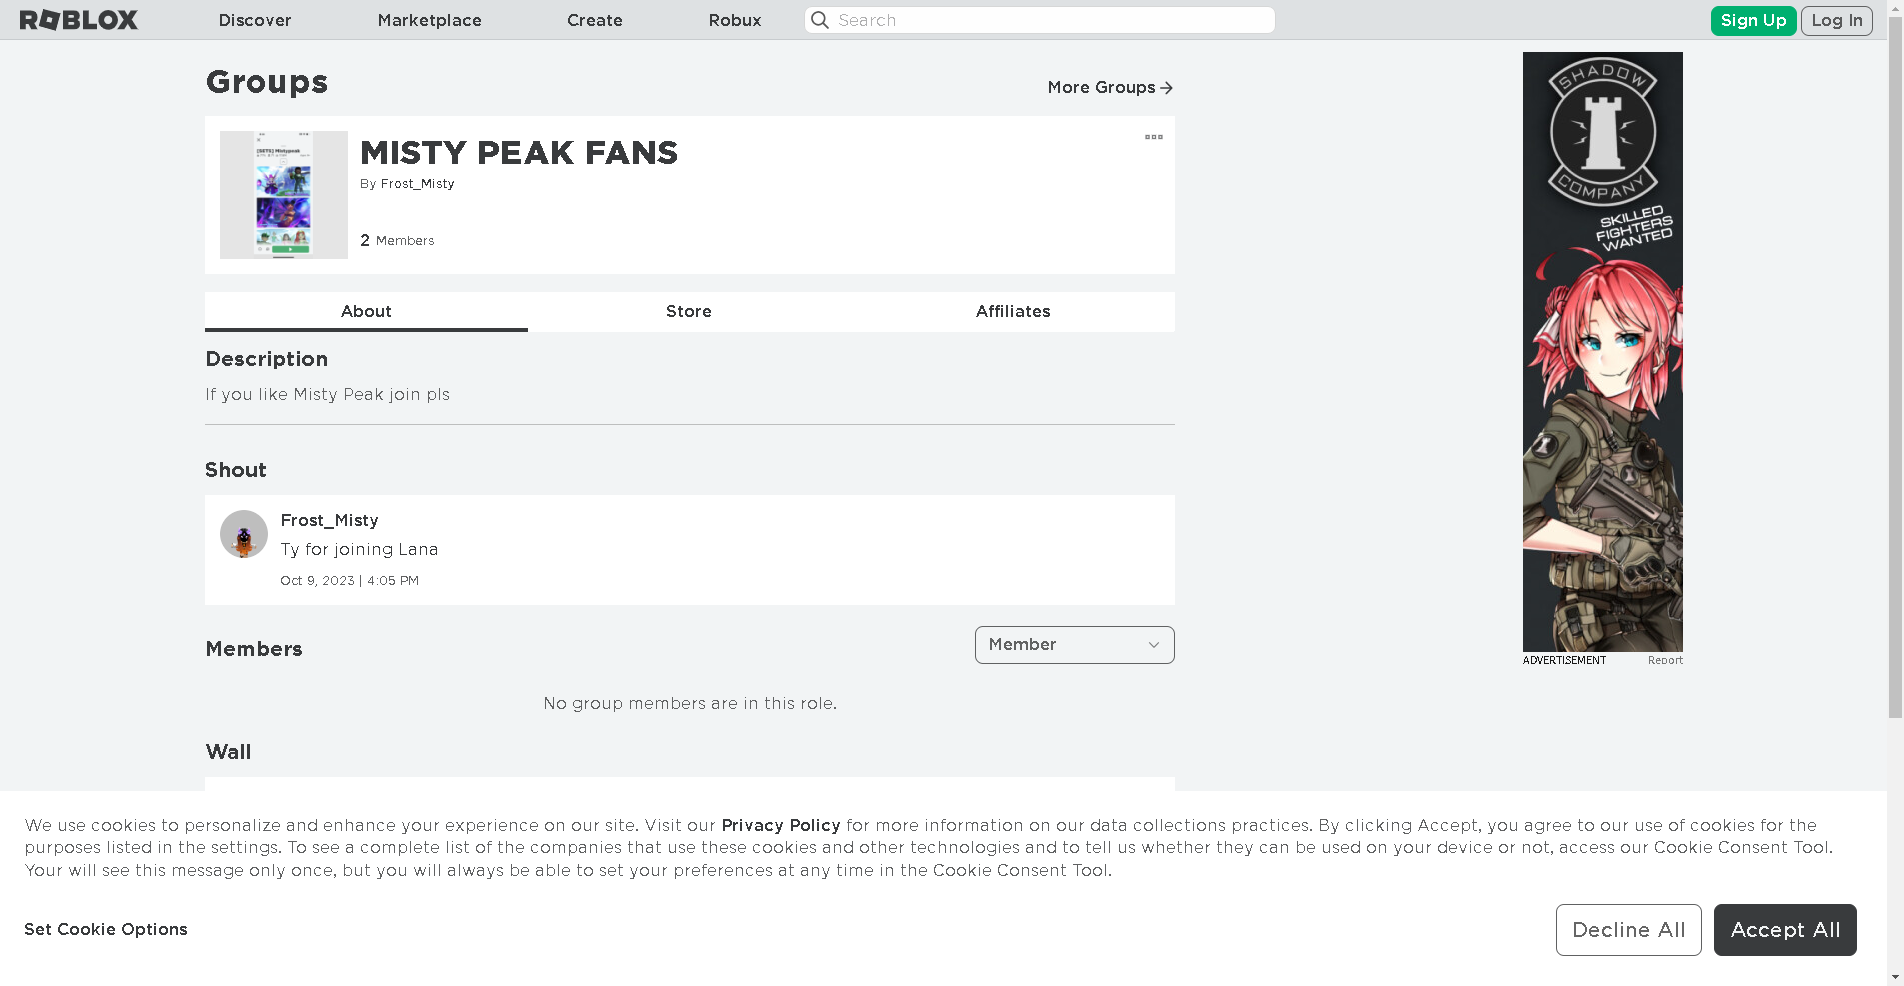 ROBLOX Discover Marketplace Create Robux Search Sign Up Log In
Groups
More Groups
MISTY PEAK FANS
By Frost_Misty
2 Members
About Store Affiliates
Description
If you like Misty Peak join pls
Shout
Frost_Misty
Ty for joining Lana
Oct 9, 2023 | 4:05 PM
Members
Member
No group members are in this role.
Wall
SHADOW
COMPANY
SKILLED
FIGHTERS
WANTED
ADVERTISEMENT Report
We use cookies to personalize and enhance your experience on our site. Visit our Privacy Policy for more information on our data collections practices. By clicking Accept, you agree to our use of cookies for the
purposes listed in the settings. To see a complete list of the companies that use these cookies and other technologies and to tell us whether they can be used on your device or not, access our Cookie Consent Tool.
Your will see this message only once, but you will always be able to set your preferences at any time in the Cookie Consent Tool.
Set Cookie Options
Decline All
Accept All